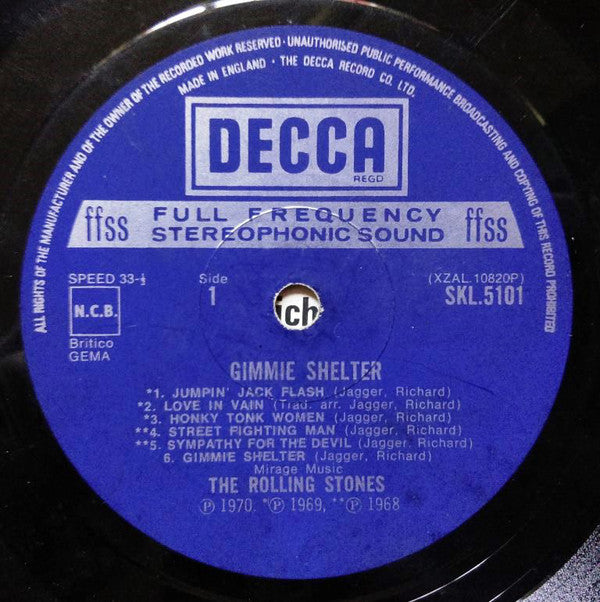 ALL RIGHTS OF THE MANUFACTURER AND OF THE OWNER OF THE RECORDED WORK RESERVED · UNAUTHORISED PUBLIC PERFORMANCE BROADCASTING AND COPYING OF THIS RECORD PROHIBITED
MADE IN ENGLAND · THE DECCA RECORD CO. LTD.
DECCA
REGD
ffss FULL FREQUENCY ffss
STEREOPHONIC SOUND
SPEED 33-⅓ Side (XZAL.10820P)
1 SKL.5101
N.C.B. ich
Britico
GEMA
GIMMIE SHELTER
*1. JUMPIN' JACK FLASH (Jagger, Richard)
*2. LOVE IN VAIN (Trad. arr. Jagger, Richard)
*3. HONKY TONK WOMEN (Jagger, Richard)
**4. STREET FIGHTING MAN (Jagger, Richard)
**5. SYMPATHY FOR THE DEVIL (Jagger, Richard)
6. GIMMIE SHELTER (Jagger, Richard)
Mirage Music
THE ROLLING STONES
℗ 1970. *℗ 1969, **℗ 1968